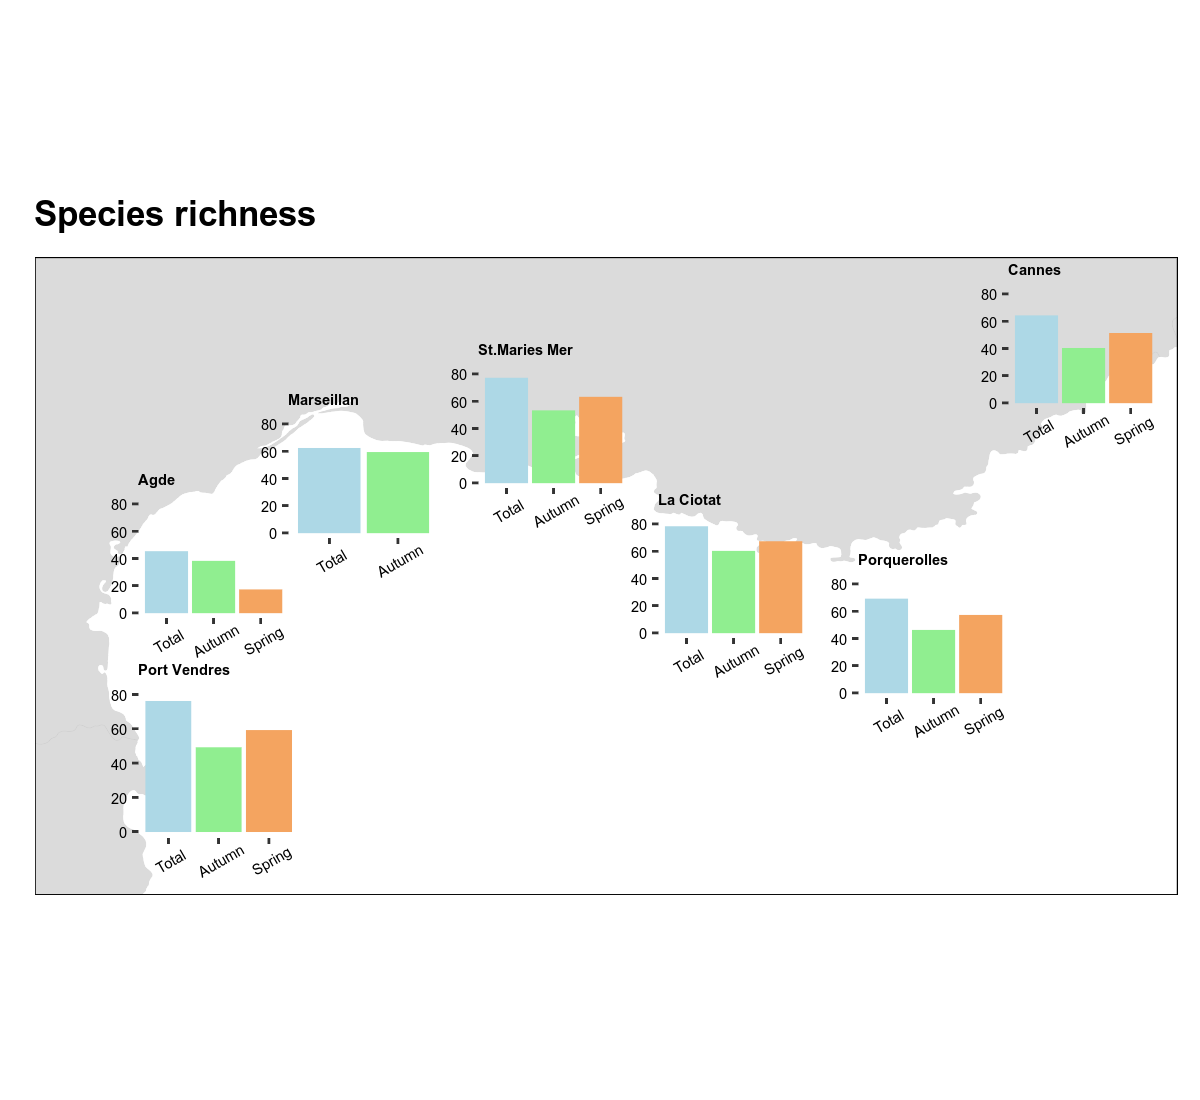 Species richness
Cannes
80
60
40
20
0
Total
Autumn
Spring
St.Maries Mer
80
60
40
20
0
Total
Autumn
Spring
Marseillan
80
60
40
20
0
Total
Autumn
Agde
80
60
40
20
0
Total
Autumn
Spring
La Ciotat
80
60
40
20
0
Total
Autumn
Spring
Porquerolles
80
60
40
20
0
Total
Autumn
Spring
Port Vendres
80
60
40
20
0
Total
Autumn
Spring